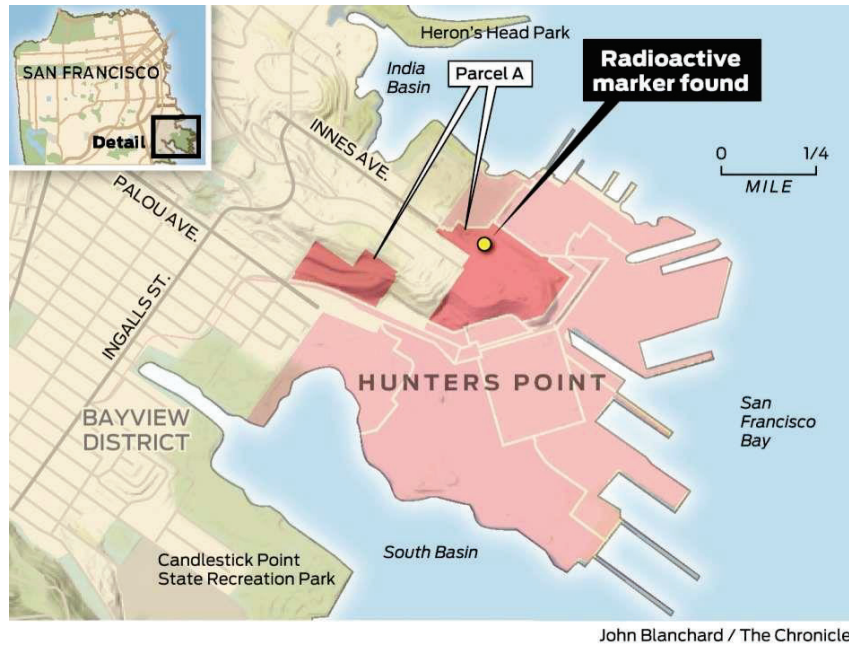 SAN FRANCISCO
Detail
Heron's Head Park
India
Basin
Parcel A
Radioactive
marker found
0 1/4
MILE
INNES AVE.
PALOU AVE.
INGALLS ST.
HUNTERS POINT
BAYVIEW
DISTRICT
San
Francisco
Bay
South Basin
Candlestick Point
State Recreation Park
John Blanchard / The Chronicle